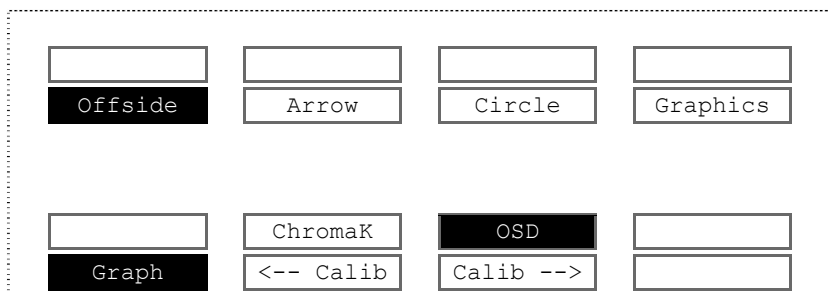 Offside Arrow Circle Graphics
ChromaK OSD
Graph <-- Calib Calib -->